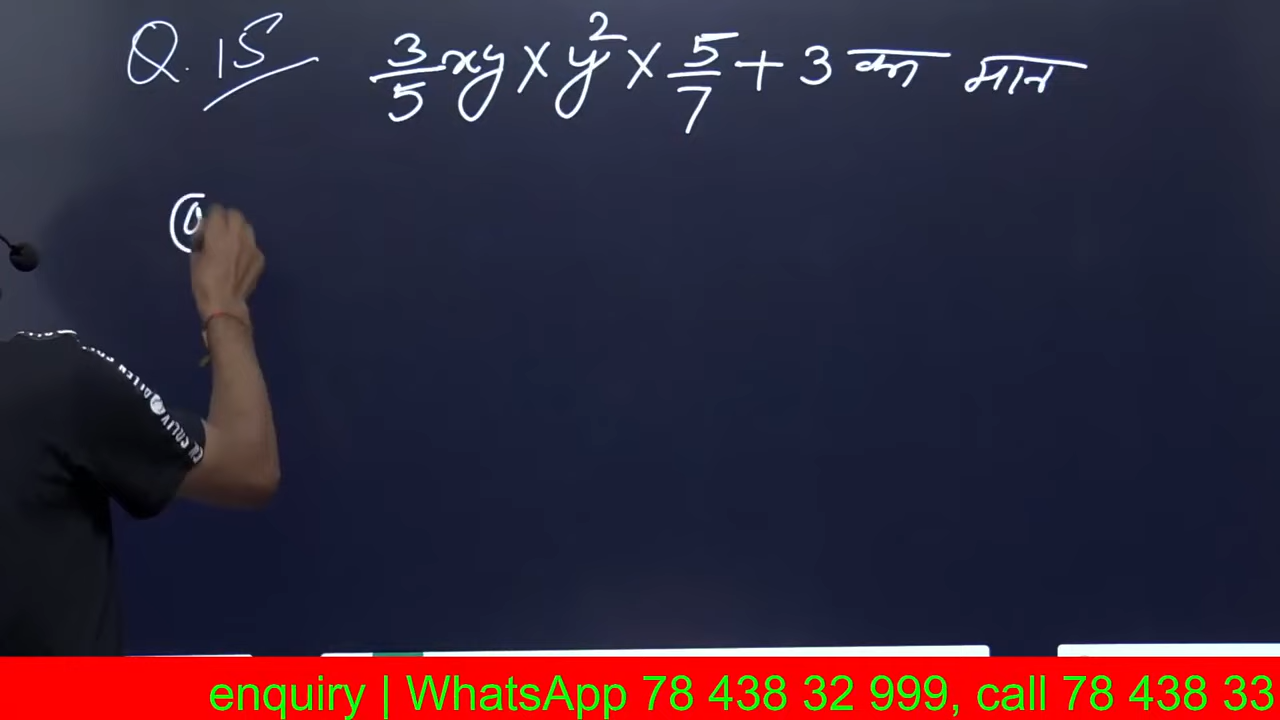 Q. 15 3/5 xy × y² × 5/7 + 3 का मान
(a
enquiry | WhatsApp 78 438 32 999, call 78 438 33